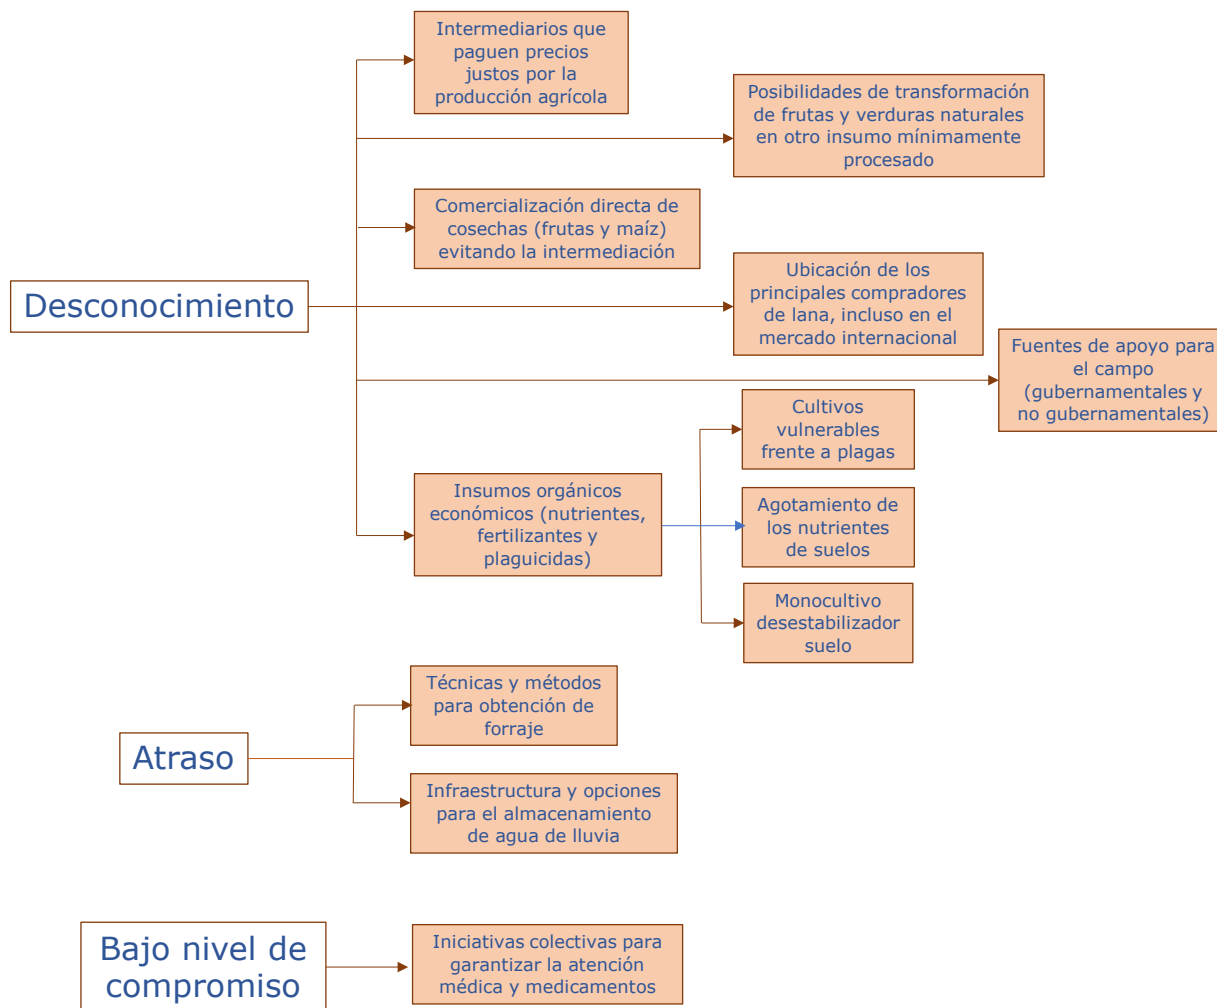 Intermediarios que
paguen precios
justos por la
producción agrícola
Posibilidades de transformación
de frutas y verduras naturales
en otro insumo mínimamente
procesado
Comercialización directa de
cosechas (frutas y maíz)
evitando la intermediación
Desconocimiento
Ubicación de los
principales compradores
de lana, incluso en el
mercado internacional
Fuentes de apoyo para
el campo
(gubernamentales y
no gubernamentales)
Cultivos
vulnerables
frente a plagas
Insumos orgánicos
económicos (nutrientes,
fertilizantes y
plaguicidas)
Agotamiento de
los nutrientes
de suelos
Monocultivo
desestabilizador
suelo
Técnicas y métodos
para obtención de
forraje
Atraso
Infraestructura y opciones
para el almacenamiento
de agua de lluvia
Bajo nivel de
compromiso
Iniciativas colectivas para
garantizar la atención
médica y medicamentos